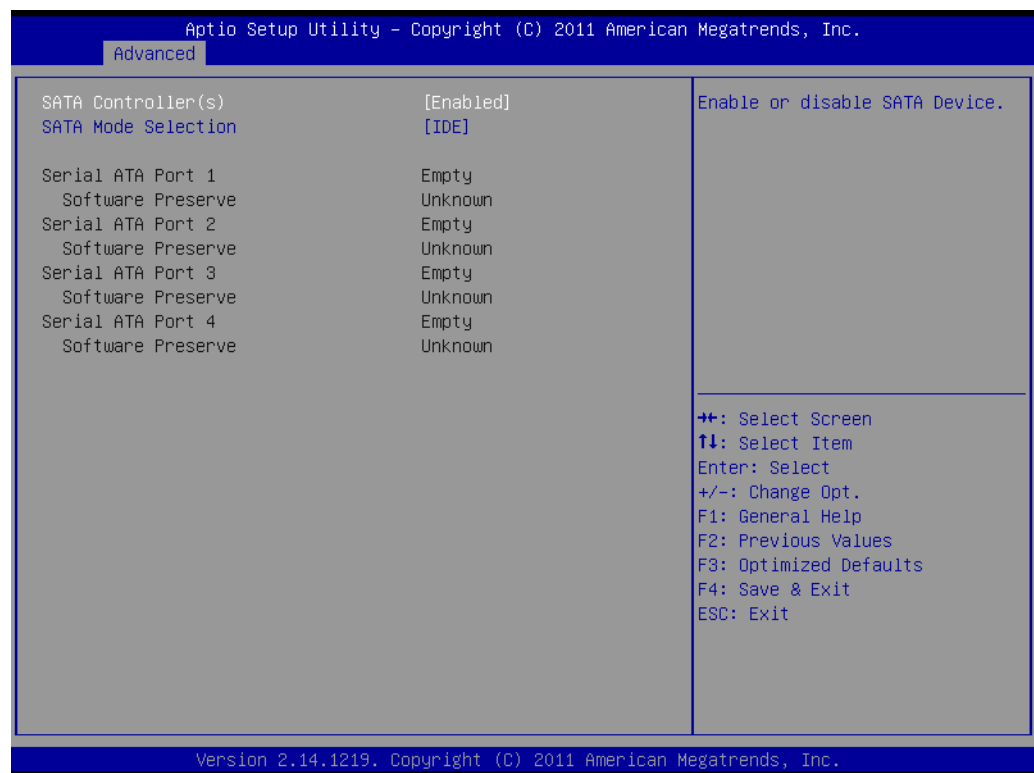 Aptio Setup Utility – Copyright (C) 2011 American Megatrends, Inc.
Advanced
SATA Controller(s) [Enabled]
SATA Mode Selection [IDE]
Serial ATA Port 1 Empty
Software Preserve Unknown
Serial ATA Port 2 Empty
Software Preserve Unknown
Serial ATA Port 3 Empty
Software Preserve Unknown
Serial ATA Port 4 Empty
Software Preserve Unknown
Enable or disable SATA Device.
→←: Select Screen
↑↓: Select Item
Enter: Select
+/-: Change Opt.
F1: General Help
F2: Previous Values
F3: Optimized Defaults
F4: Save & Exit
ESC: Exit
Version 2.14.1219. Copyright (C) 2011 American Megatrends, Inc.